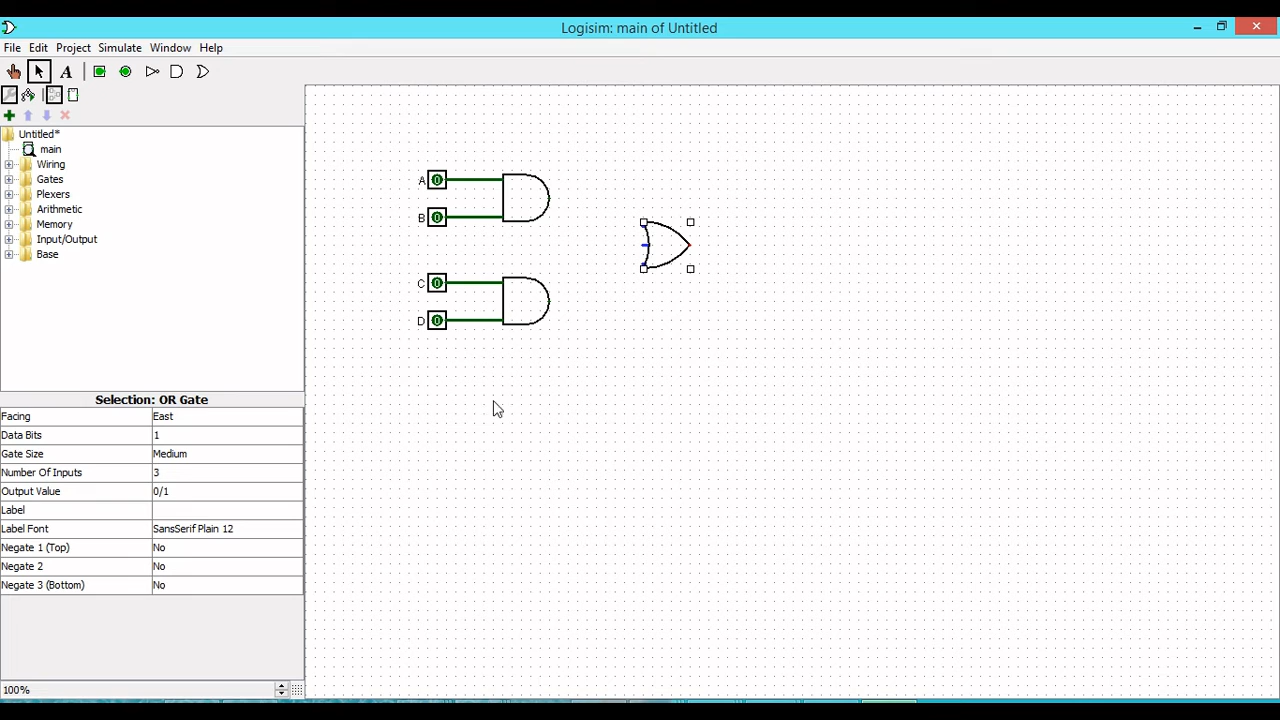 Logisim: main of Untitled
File Edit Project Simulate Window Help
A
Untitled*
main
Wiring
Gates
Plexers
Arithmetic
Memory
Input/Output
Base
Selection: OR Gate
Facing East
Data Bits 1
Gate Size Medium
Number Of Inputs 3
Output Value 0/1
Label
Label Font SansSerif Plain 12
Negate 1 (Top) No
Negate 2 No
Negate 3 (Bottom) No
100%
A 0
B 0
C 0
D 0